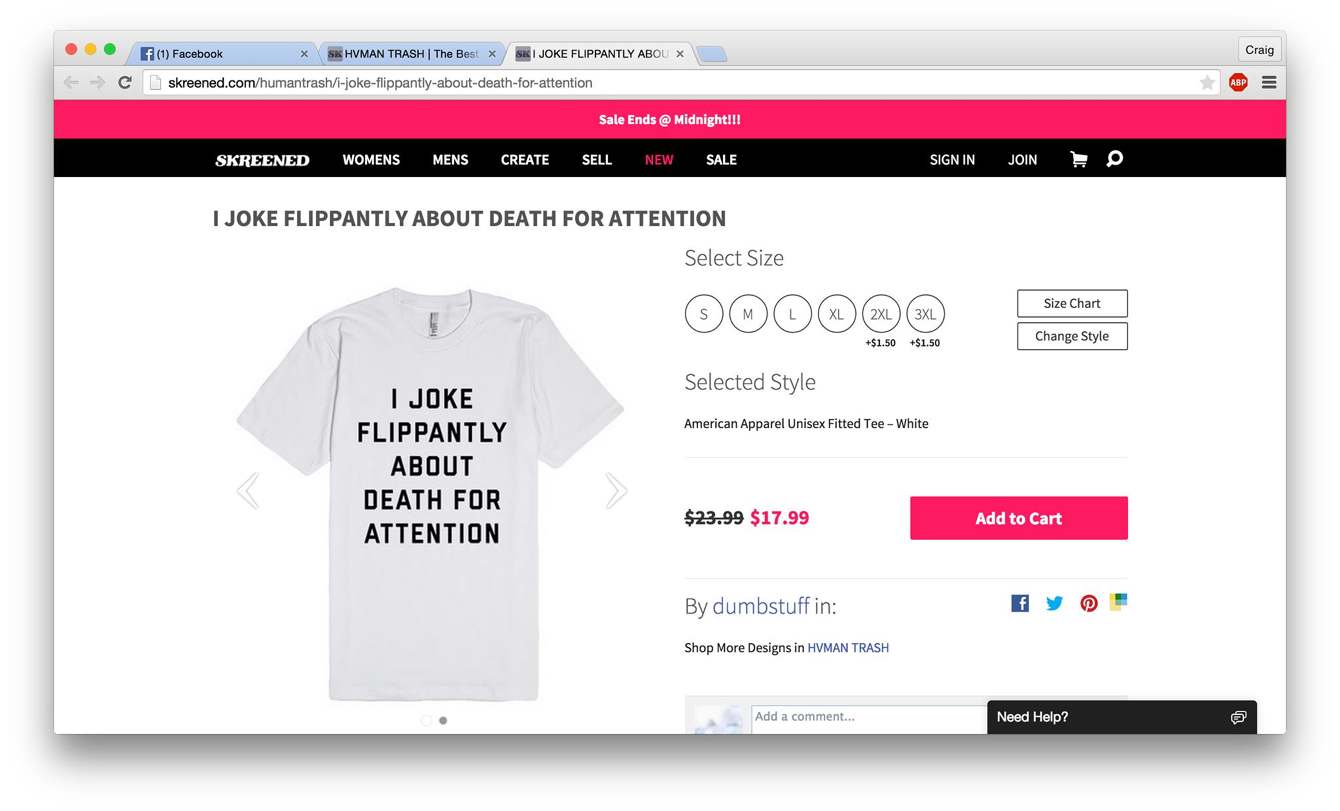 (1) Facebook
HVMAN TRASH | The Best
I JOKE FLIPPANTLY ABOU
Craig
skreened.com/humantrash/i-joke-flippantly-about-death-for-attention
ABP
Sale Ends @ Midnight!!!
SKREENED WOMENS MENS CREATE SELL NEW SALE SIGN IN JOIN
I JOKE FLIPPANTLY ABOUT DEATH FOR ATTENTION
Select Size
S M L XL 2XL 3XL
+$1.50 +$1.50
Size Chart
Change Style
Selected Style
American Apparel Unisex Fitted Tee – White
I JOKE
FLIPPANTLY
ABOUT
DEATH FOR
ATTENTION
$23.99 $17.99
Add to Cart
By dumbstuff in:
Shop More Designs in HVMAN TRASH
Add a comment...
Need Help?